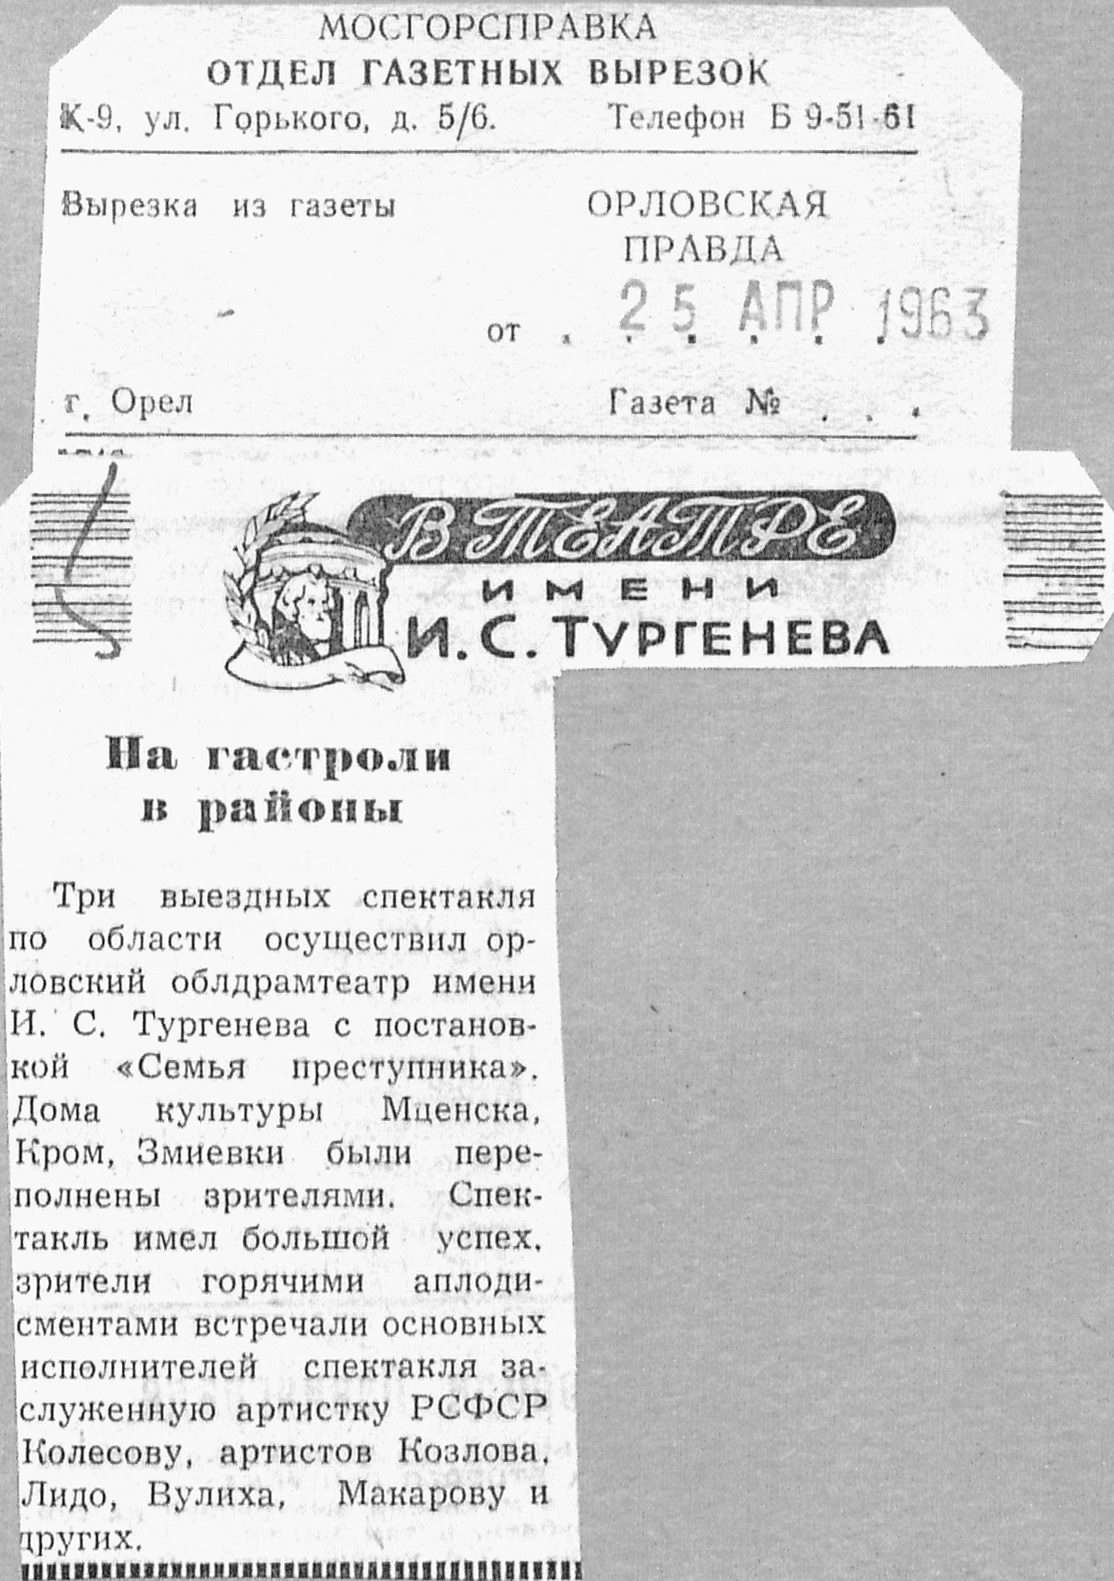 МОСГОРСПРАВКА
ОТДЕЛ ГАЗЕТНЫХ ВЫРЕЗОК
К-9, ул. Горького, д. 5/6. Телефон Б 9-51-61
Вырезка из газеты ОРЛОВСКАЯ
ПРАВДА
от . 25 АПР 1963
г. Орел Газета № . . .
В ТЕАТРЕ
ИМЕНИ
И. С. ТУРГЕНЕВА
На гастроли
в районы
Три выездных спектакля
по области осуществил ор-
ловский облдрамтеатр имени
И. С. Тургенева с постанов-
кой «Семья преступника».
Дома культуры Мценска,
Кром, Змиевки были пере-
полнены зрителями. Спек-
такль имел большой успех,
зрители горячими аплоди-
сментами встречали основных
исполнителей спектакля за-
служенную артистку РСФСР
Колесову, артистов Козлова,
Лидо, Вулиха, Макарову и
других.